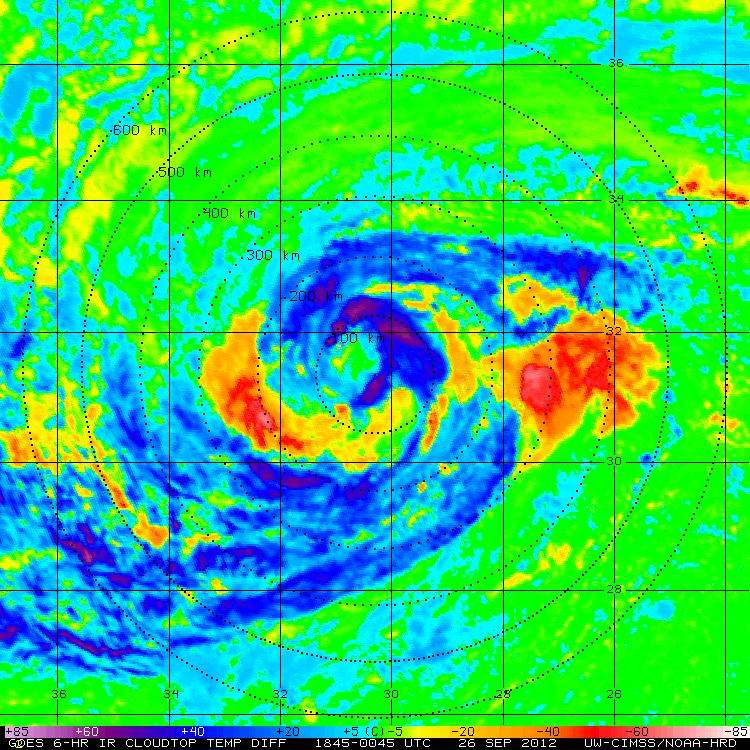 36
600 km
500 km
34
400 km
300 km
200 km
32
100 km
30
28
36 34 32 30 28 26
+85 +60 +40 +20 +5 (C) -5 -20 -40 -60 -85
GOES 6-HR IR CLOUDTOP TEMP DIFF 1845-0045 UTC 26 SEP 2012 UW-CIMSS/NOAA-HRD